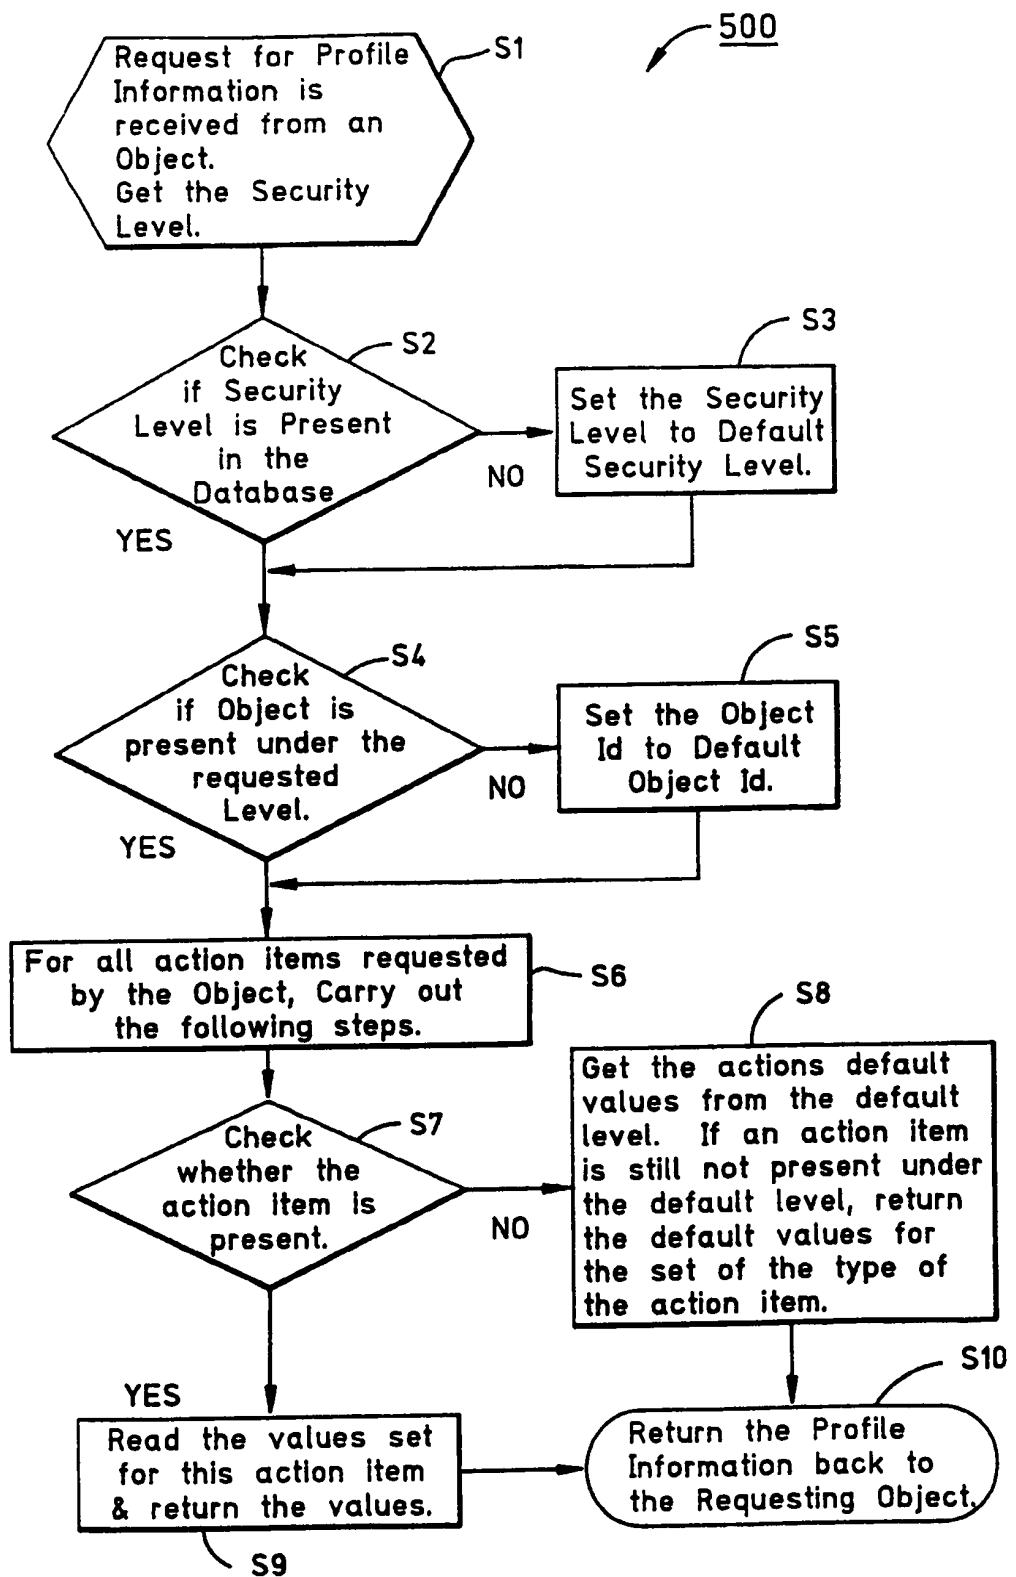 500
Request for Profile
Information is
received from an
Object.
Get the Security
Level.
S1
Check
if Security
Level is Present
in the
Database
S2
NO
YES
Set the Security
Level to Default
Security Level.
S3
Check
if Object is
present under the
requested
Level.
S4
NO
YES
Set the Object
Id to Default
Object Id.
S5
For all action items requested
by the Object, Carry out
the following steps.
S6
Check
whether the
action item is
present.
S7
NO
YES
Get the actions default
values from the default
level. If an action item
is still not present under
the default level, return
the default values for
the set of the type of
the action item.
S8
Read the values set
for this action item
& return the values.
S9
Return the Profile
Information back to
the Requesting Object.
S10